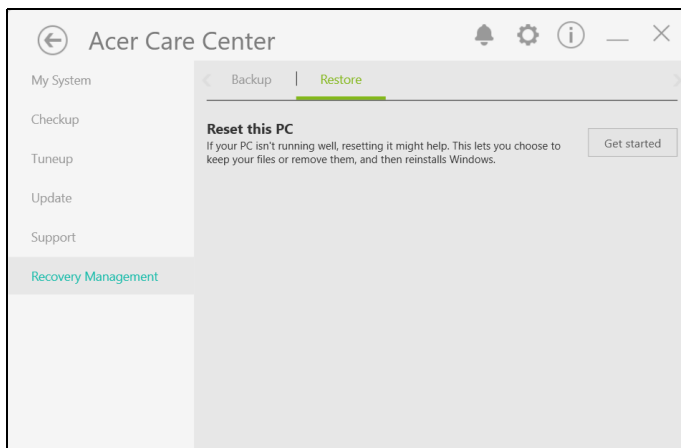 Acer Care Center
My System
Checkup
Tuneup
Update
Support
Recovery Management
Backup | Restore
Reset this PC
If your PC isn't running well, resetting it might help. This lets you choose to
keep your files or remove them, and then reinstalls Windows.
Get started